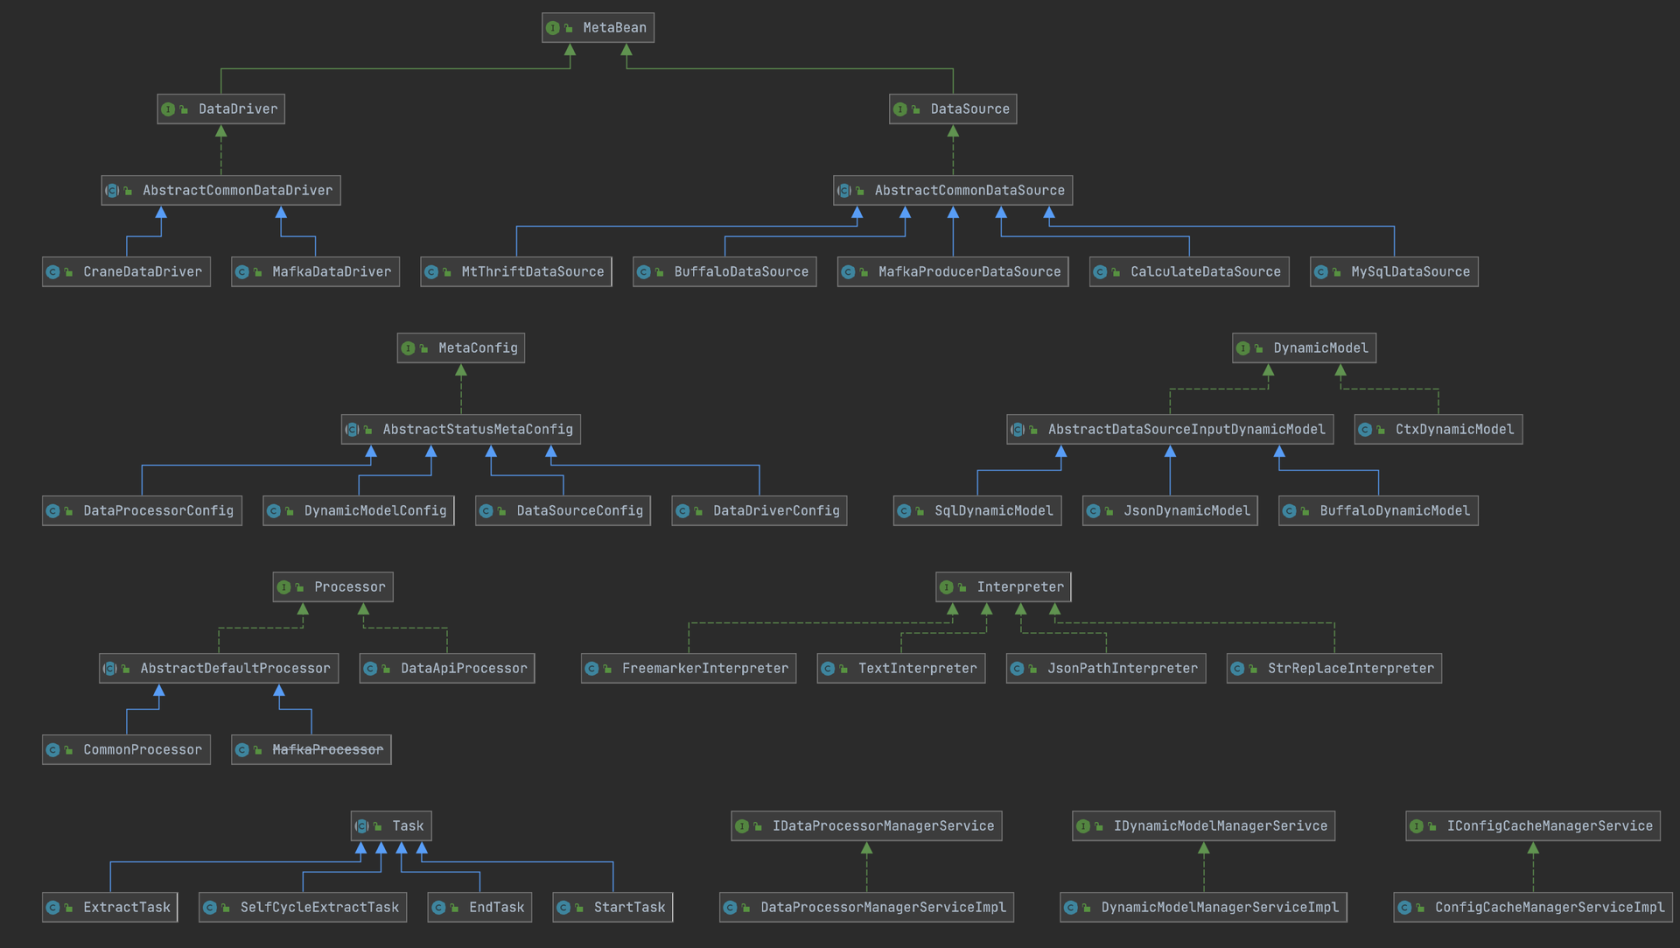 MetaBean
DataDriver
DataSource
AbstractCommonDataDriver
AbstractCommonDataSource
CraneDataDriver
MafkaDataDriver
MtThriftDataSource
BuffaloDataSource
MafkaProducerDataSource
CalculateDataSource
MySqlDataSource
MetaConfig
DynamicModel
AbstractStatusMetaConfig
AbstractDataSourceInputDynamicModel
CtxDynamicModel
DataProcessorConfig
DynamicModelConfig
DataSourceConfig
DataDriverConfig
SqlDynamicModel
JsonDynamicModel
BuffaloDynamicModel
Processor
Interpreter
AbstractDefaultProcessor
DataApiProcessor
FreemarkerInterpreter
TextInterpreter
JsonPathInterpreter
StrReplaceInterpreter
CommonProcessor
MafkaProcessor
Task
IDataProcessorManagerService
IDynamicModelManagerSerivce
IConfigCacheManagerService
ExtractTask
SelfCycleExtractTask
EndTask
StartTask
DataProcessorManagerServiceImpl
DynamicModelManagerServiceImpl
ConfigCacheManagerServiceImpl